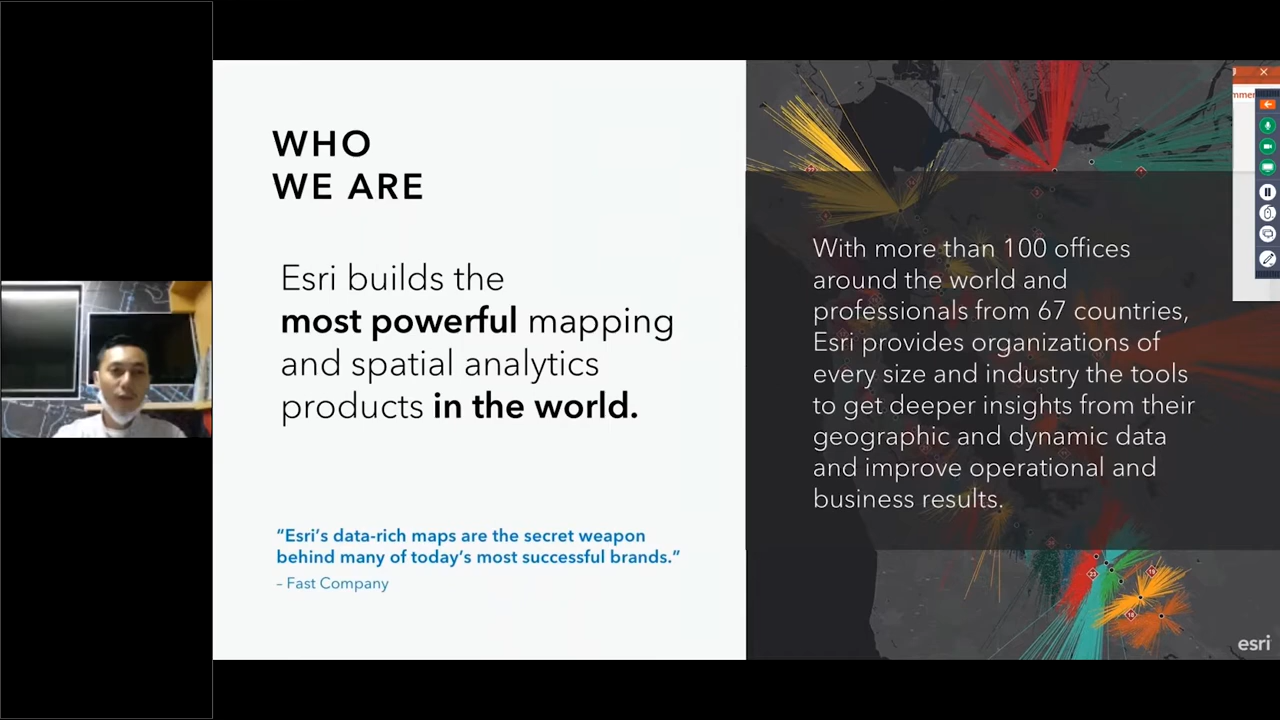 WHO
WE ARE
Esri builds the
most powerful mapping
and spatial analytics
products in the world.
“Esri’s data-rich maps are the secret weapon
behind many of today’s most successful brands.”
– Fast Company
With more than 100 offices
around the world and
professionals from 67 countries,
Esri provides organizations of
every size and industry the tools
to get deeper insights from their
geographic and dynamic data
and improve operational and
business results.
esri